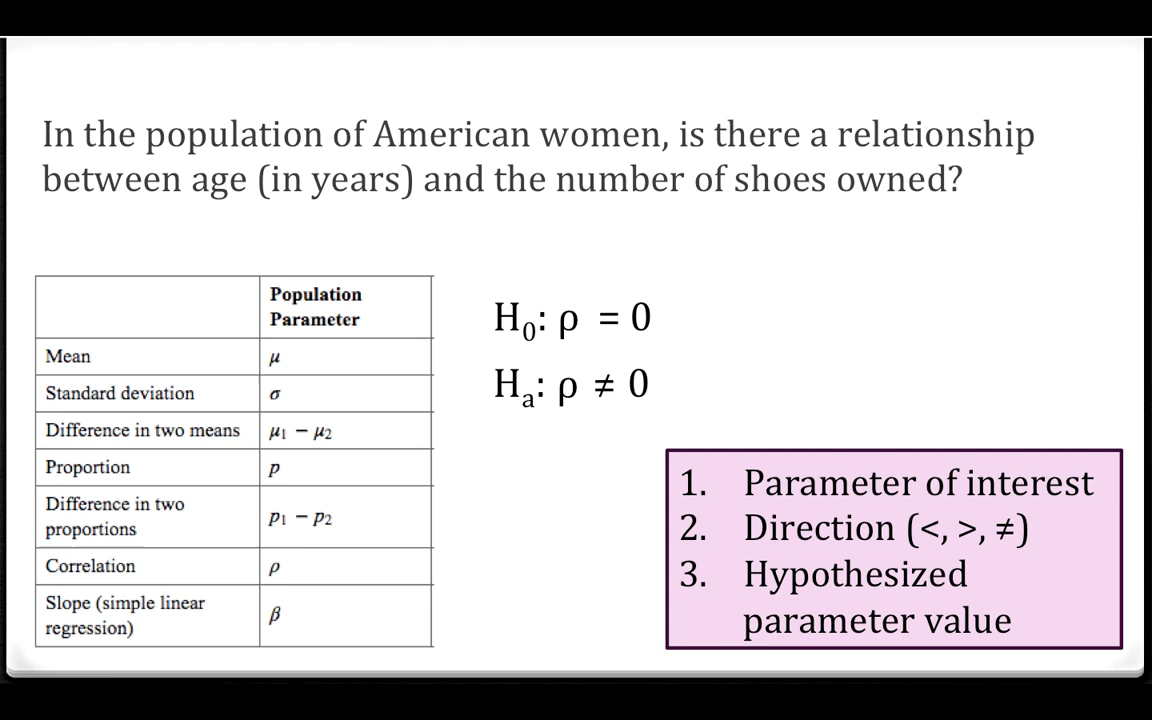 In the population of American women, is there a relationship
between age (in years) and the number of shoes owned?
Population
Parameter
Mean μ
Standard deviation σ
Difference in two means μ₁ − μ₂
Proportion p
Difference in two
proportions p₁ − p₂
Correlation ρ
Slope (simple linear
regression) β
H₀: ρ = 0
Hₐ: ρ ≠ 0
1. Parameter of interest
2. Direction (<, >, ≠)
3. Hypothesized
parameter value